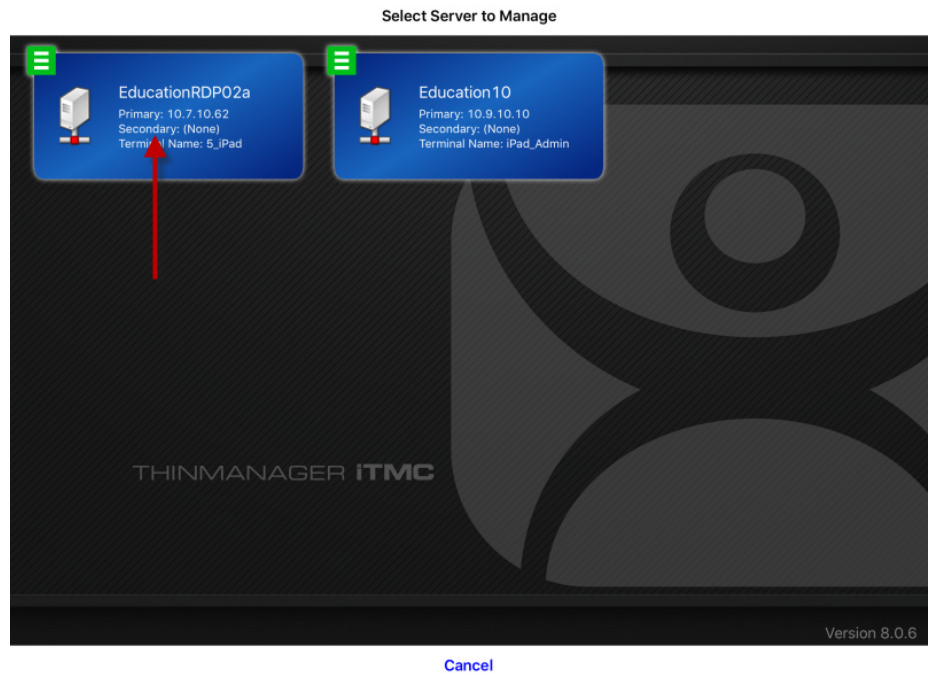 Select Server to Manage
EducationRDP02a
Primary: 10.7.10.62
Secondary: (None)
Terminal Name: 5_iPad
Education10
Primary: 10.9.10.10
Secondary: (None)
Terminal Name: iPad_Admin
THINMANAGER iTMC
Version 8.0.6
Cancel